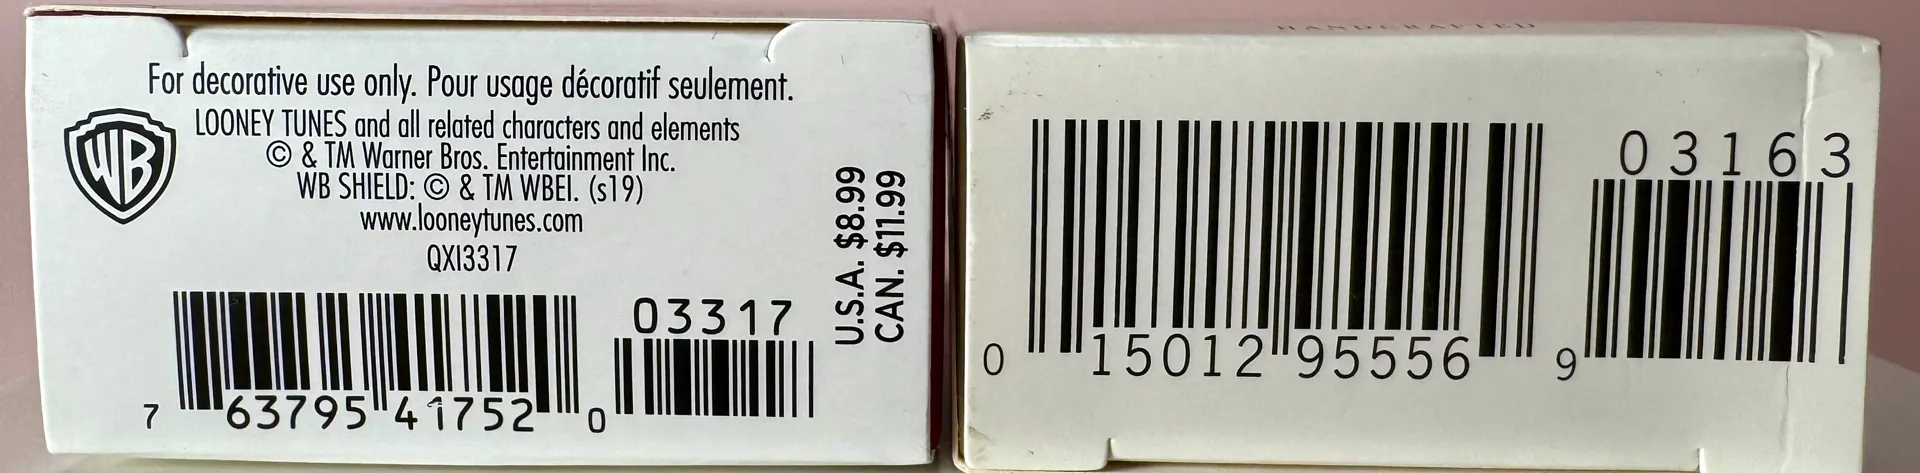 For decorative use only. Pour usage décoratif seulement.
WB
LOONEY TUNES and all related characters and elements
© & TM Warner Bros. Entertainment Inc.
WB SHIELD: © & TM WBEI. (s19)
www.looneytunes.com
QXI3317
03317
7 63795 41752 0
U.S.A. $8.99
CAN. $11.99
HANDCRAFTED
03163
0 15012 95556 9